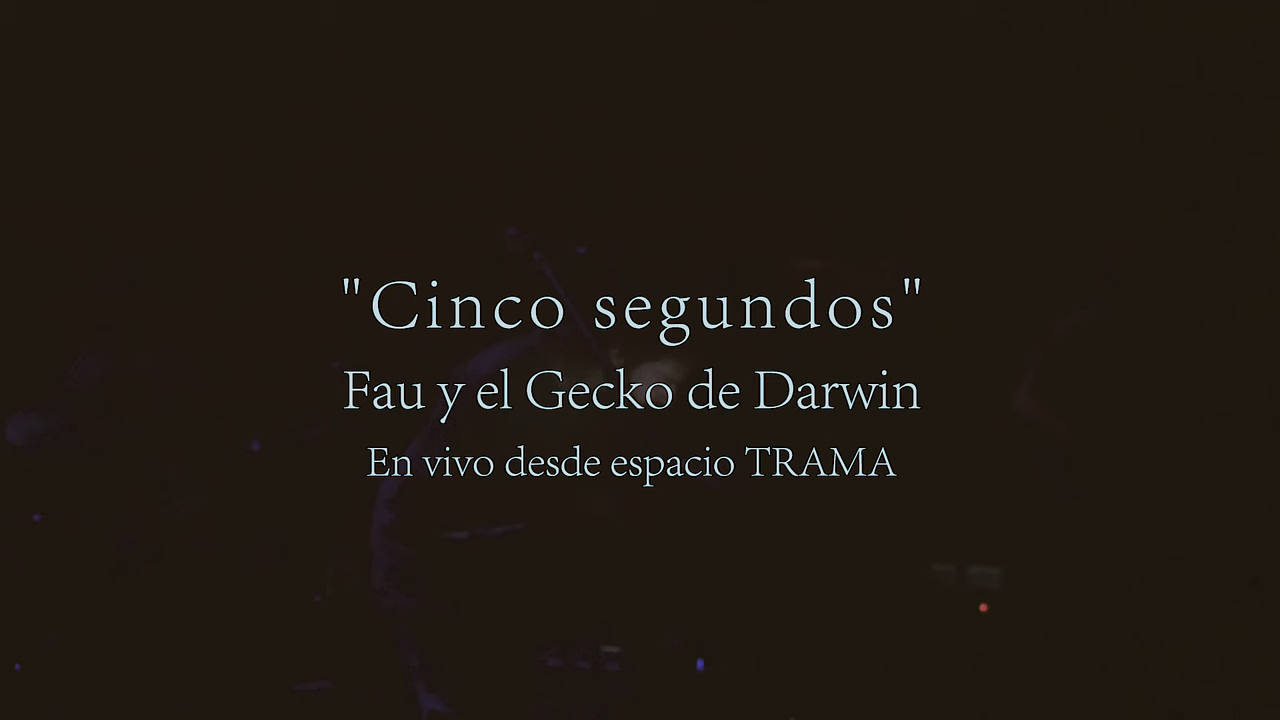 "Cinco segundos"
Fau y el Gecko de Darwin
En vivo desde espacio TRAMA